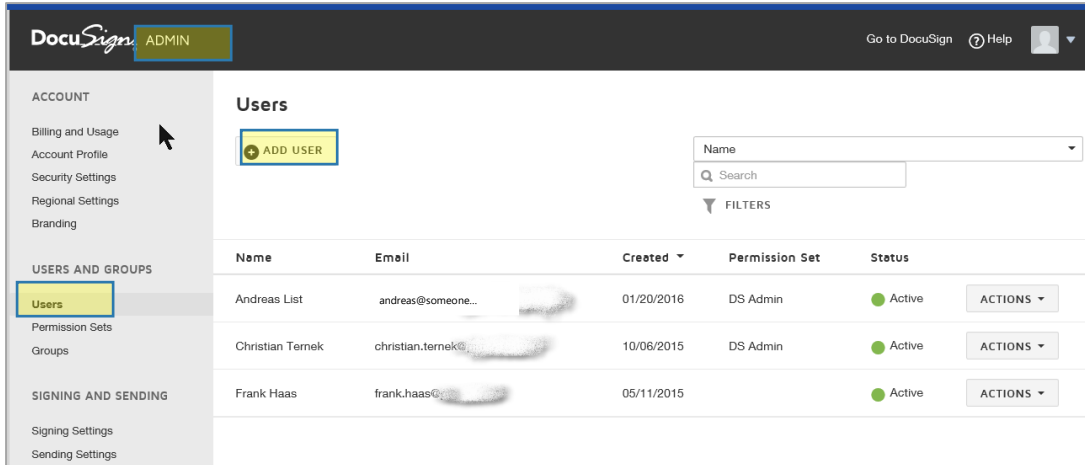 DocuSign ADMIN
Go to DocuSign ? Help
ACCOUNT
Billing and Usage
Account Profile
Security Settings
Regional Settings
Branding
USERS AND GROUPS
Users
Permission Sets
Groups
SIGNING AND SENDING
Signing Settings
Sending Settings
Users
ADD USER
Name
Search
FILTERS
Name Email Created Permission Set Status
Andreas List andreas@someone... 01/20/2016 DS Admin Active ACTIONS
Christian Ternek christian.ternek@ 10/06/2015 DS Admin Active ACTIONS
Frank Haas frank.haas@ 05/11/2015 Active ACTIONS